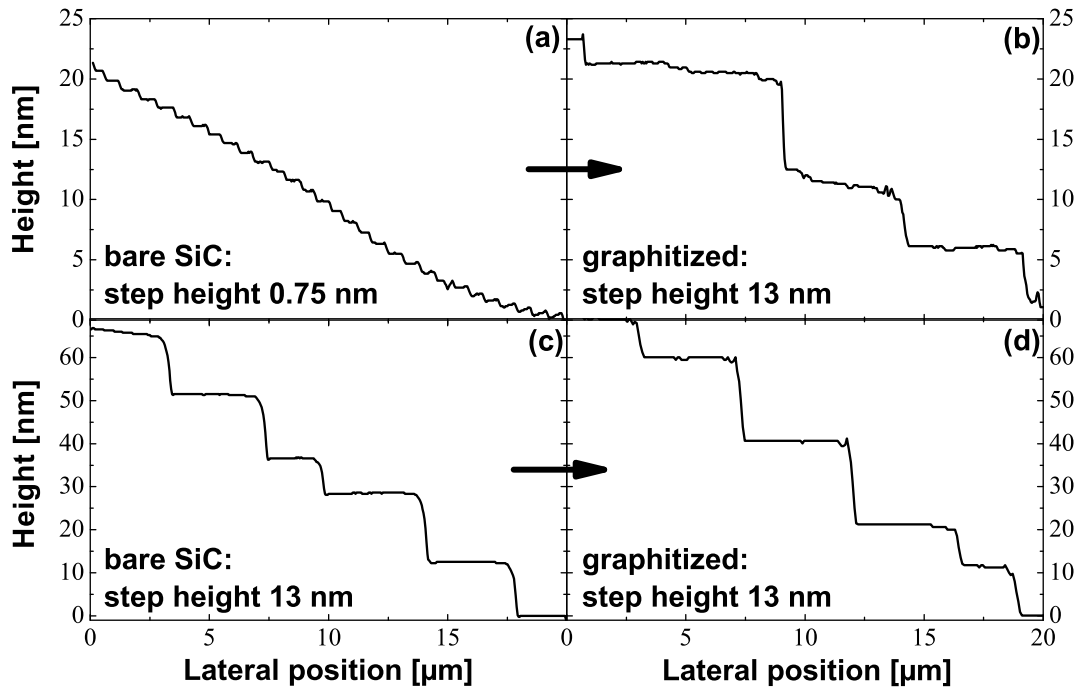 25
20
15
10
5
0
Height [nm]
(a)
bare SiC:
step height 0.75 nm
(b)
graphitized:
step height 13 nm
25
20
15
10
5
0
60
50
40
30
20
10
0
Height [nm]
(c)
bare SiC:
step height 13 nm
(d)
graphitized:
step height 13 nm
60
50
40
30
20
10
0
0 5 10 15 0 5 10 15 20
Lateral position [µm] Lateral position [µm]